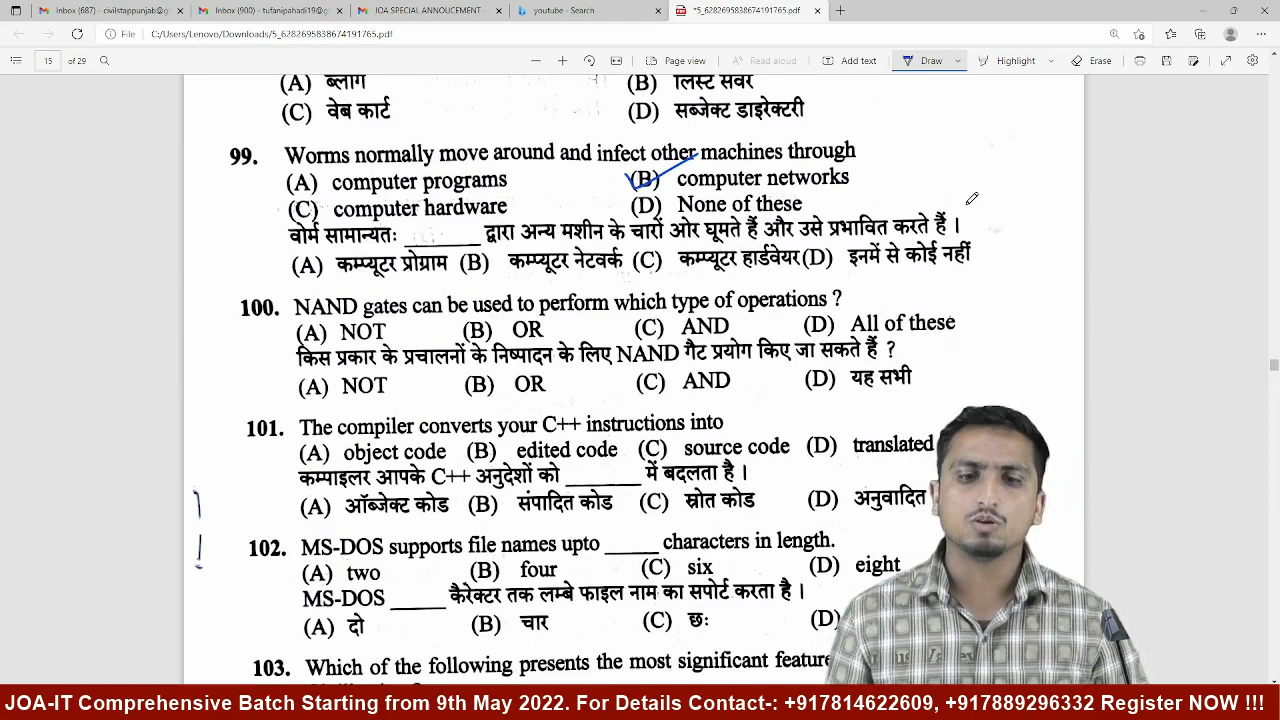 Inbox (687) - civilstappunjab@g
Inbox (900) - tufanipahadi19@g
JOA SPECIAL ANNOUCEMENT -
youtube - Search
*5_6282695838674191765.pdf
File
C:/Users/Lenovo/Downloads/5_6282695838674191765.pdf
15 of 29
Page view
Read aloud
Add text
Draw
Highlight
Erase
(A) ब्लॉग (B) लिस्ट सर्वर
(C) वेब कार्ट (D) सब्जेक्ट डाइरेक्टरी
99. Worms normally move around and infect other machines through
(A) computer programs (B) computer networks
(C) computer hardware (D) None of these
वोर्म सामान्यतः ______ द्वारा अन्य मशीन के चारों ओर घूमते हैं और उसे प्रभावित करते हैं ।
(A) कम्प्यूटर प्रोग्राम (B) कम्प्यूटर नेटवर्क (C) कम्प्यूटर हार्डवेयर (D) इनमें से कोई नहीं
100. NAND gates can be used to perform which type of operations ?
(A) NOT (B) OR (C) AND (D) All of these
किस प्रकार के प्रचालनों के निष्पादन के लिए NAND गैट प्रयोग किए जा सकते हैं ?
(A) NOT (B) OR (C) AND (D) यह सभी
101. The compiler converts your C++ instructions into
(A) object code (B) edited code (C) source code (D) translated
कम्पाइलर आपके C++ अनुदेशों को ______ में बदलता है ।
(A) ऑब्जेक्ट कोड (B) संपादित कोड (C) स्रोत कोड (D) अनुवादित
102. MS-DOS supports file names upto _____ characters in length.
(A) two (B) four (C) six (D) eight
MS-DOS _____ कैरेक्टर तक लम्बे फाइल नाम का सपोर्ट करता है ।
(A) दो (B) चार (C) छः (D)
103. Which of the following presents the most significant feature
JOA-IT Comprehensive Batch Starting from 9th May 2022. For Details Contact-: +917814622609, +917889296332 Register NOW !!!